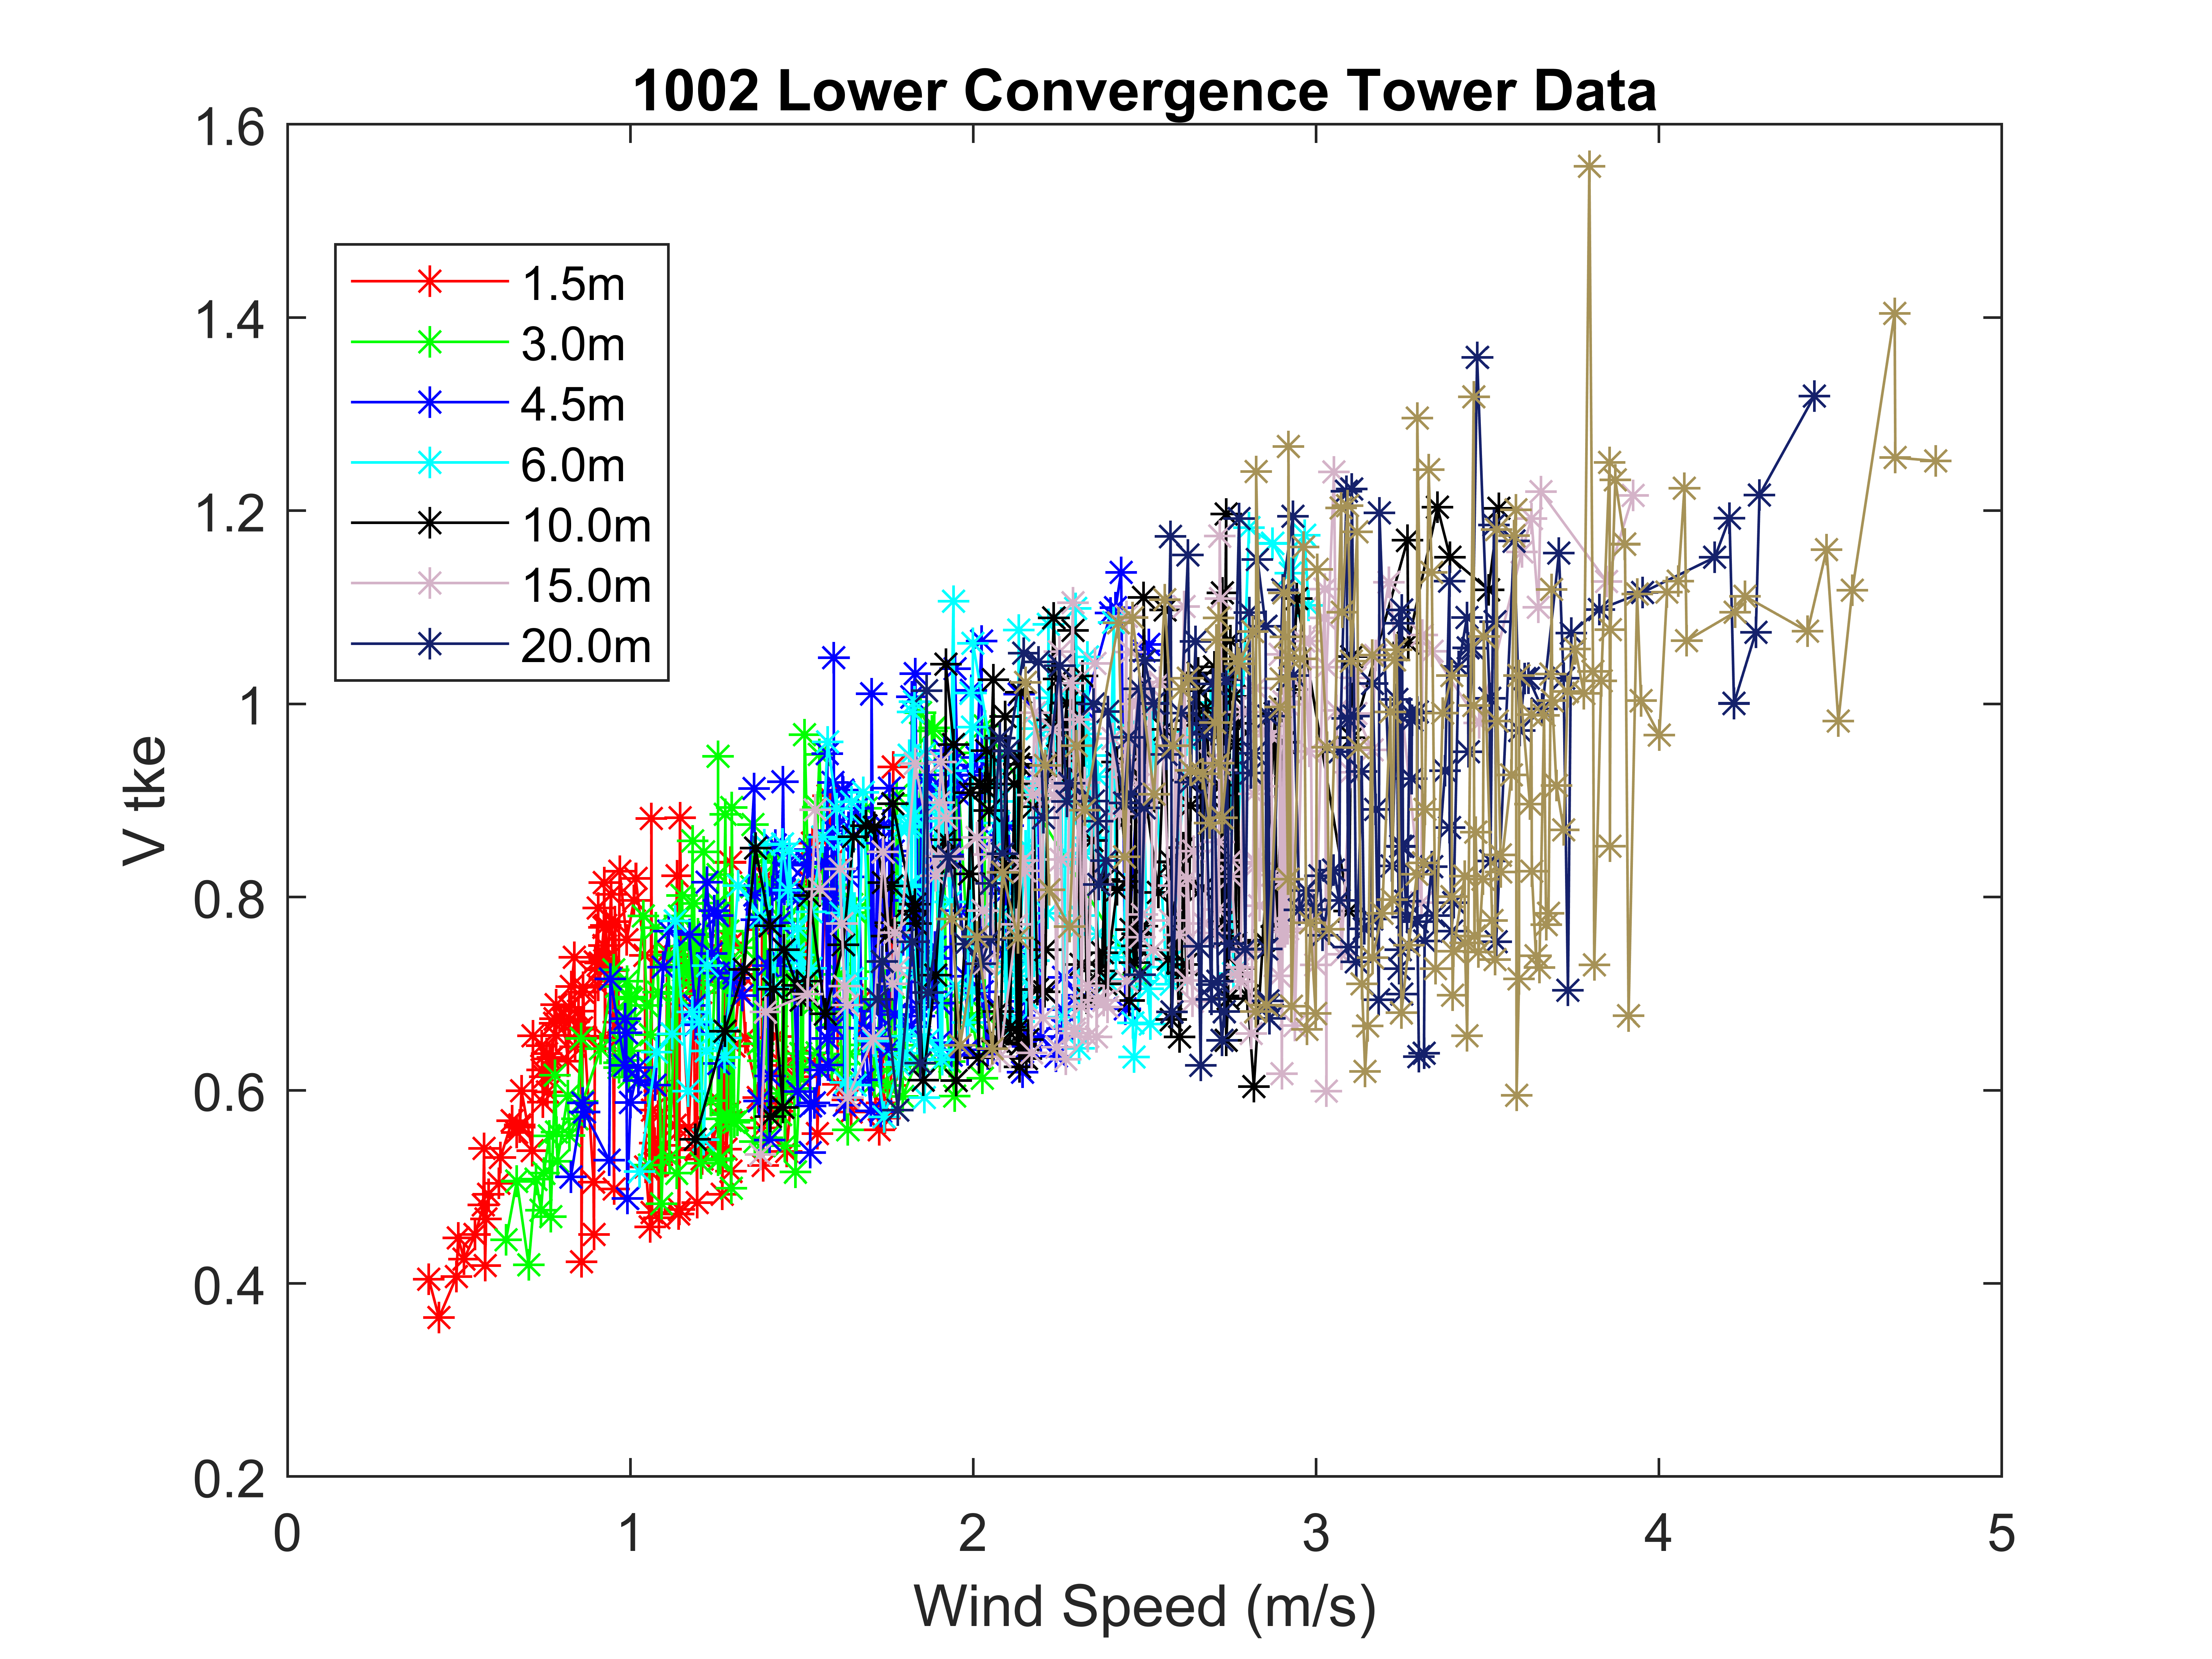 1002 Lower Convergence Tower Data
1.6
1.4
1.2
1
0.8
0.6
0.4
0.2
V tke
1.5m
3.0m
4.5m
6.0m
10.0m
15.0m
20.0m
0 1 2 3 4 5
Wind Speed (m/s)